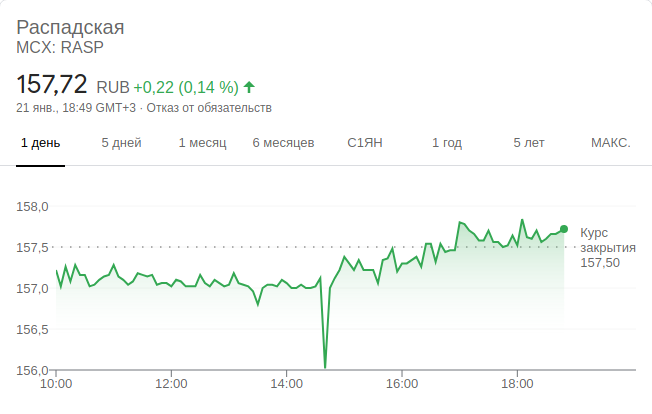 Распадская
MCX: RASP
157,72 RUB +0,22 (0,14 %)
21 янв., 18:49 GMT+3 · Отказ от обязательств
1 день 5 дней 1 месяц 6 месяцев С1ЯН 1 год 5 лет МАКС.
158,0
157,5
157,0
156,5
156,0
Курс
закрытия
157,50
10:00 12:00 14:00 16:00 18:00